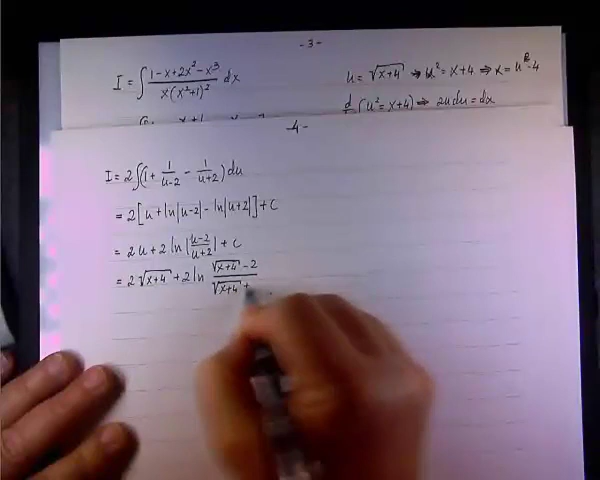 -3-
I = ∫ (1-x+2x²-x³)/(x(x²+1)²) dx
u = √(x+4) → u² = x+4 ⇒ x = u²-4
d/ (u² = x+4) ⇒ 2u du = dx
-4-
I = 2∫(1 + 1/(u-2) - 1/(u+2)) du
= 2[u + ln|u-2| - ln|u+2|] + C
= 2u + 2 ln|(u-2)/(u+2)| + C
= 2√(x+4) + 2 ln (√(x+4) - 2)/(√(x+4) +